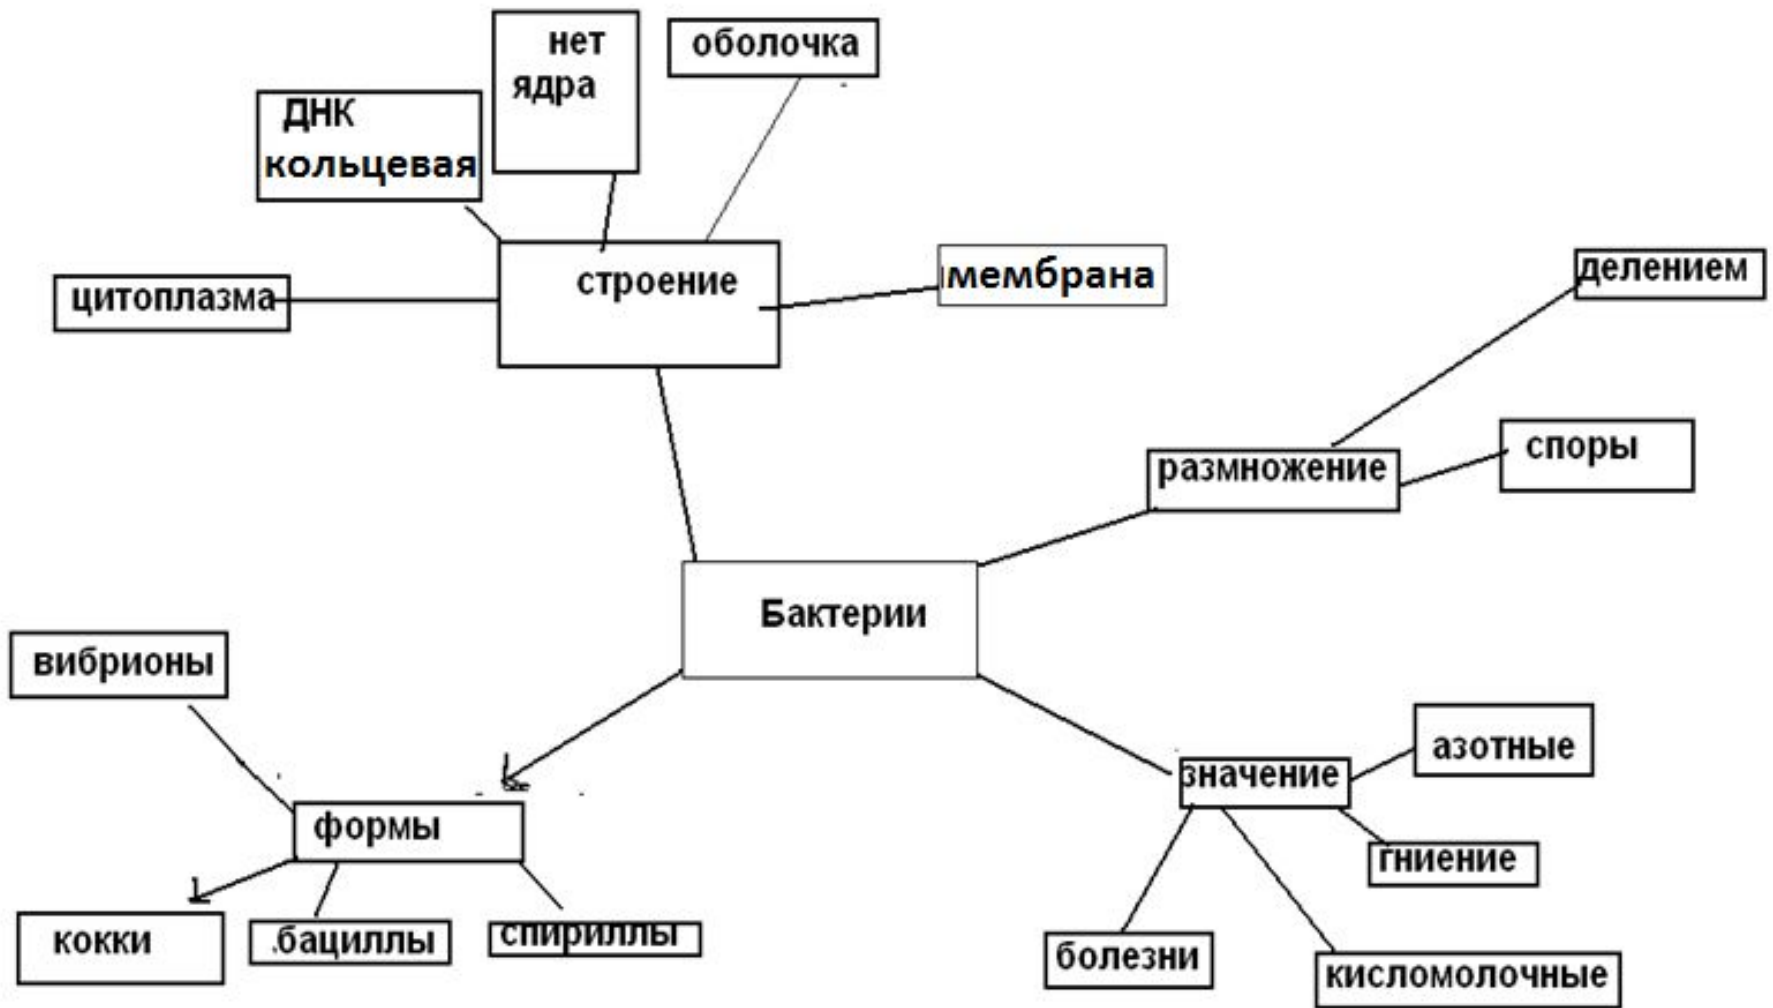 нет
ядра
оболочка
ДНК
кольцевая
цитоплазма
строение
мембрана
делением
размножение
споры
Бактерии
вибрионы
формы
кокки
.бациллы
спириллы
значение
азотные
гниение
болезни
кисломолочные